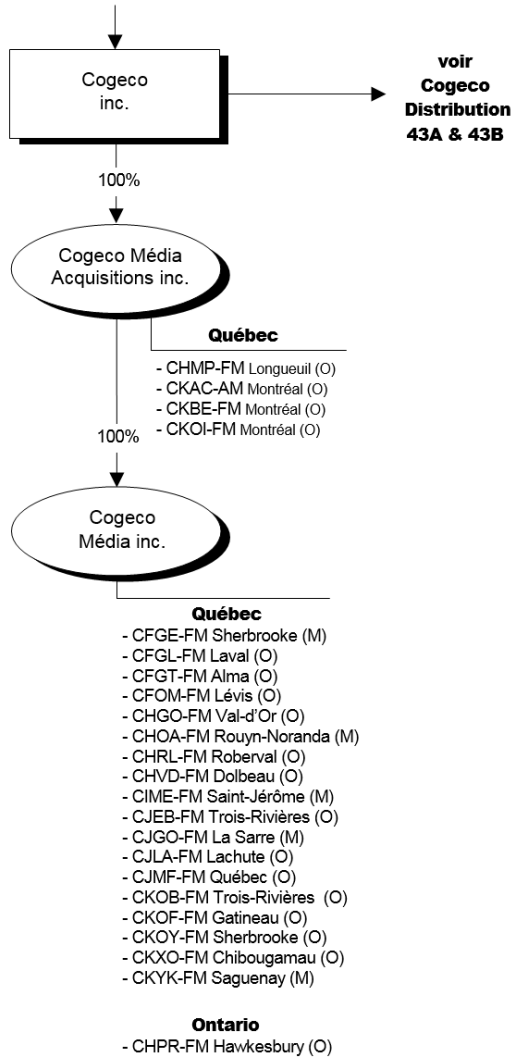 Cogeco
inc.
voir
Cogeco
Distribution
43A & 43B
100%
Cogeco Média
Acquisitions inc.
Québec
- CHMP-FM Longueuil (O)
- CKAC-AM Montréal (O)
- CKBE-FM Montréal (O)
- CKOI-FM Montréal (O)
100%
Cogeco
Média inc.
Québec
- CFGE-FM Sherbrooke (M)
- CFGL-FM Laval (O)
- CFGT-FM Alma (O)
- CFOM-FM Lévis (O)
- CHGO-FM Val-d’Or (O)
- CHOA-FM Rouyn-Noranda (M)
- CHRL-FM Roberval (O)
- CHVD-FM Dolbeau (O)
- CIME-FM Saint-Jérôme (M)
- CJEB-FM Trois-Rivières (O)
- CJGO-FM La Sarre (M)
- CJLA-FM Lachute (O)
- CJMF-FM Québec (O)
- CKOB-FM Trois-Rivières (O)
- CKOF-FM Gatineau (O)
- CKOY-FM Sherbrooke (O)
- CKXO-FM Chibougamau (O)
- CKYK-FM Saguenay (M)
Ontario
- CHPR-FM Hawkesbury (O)